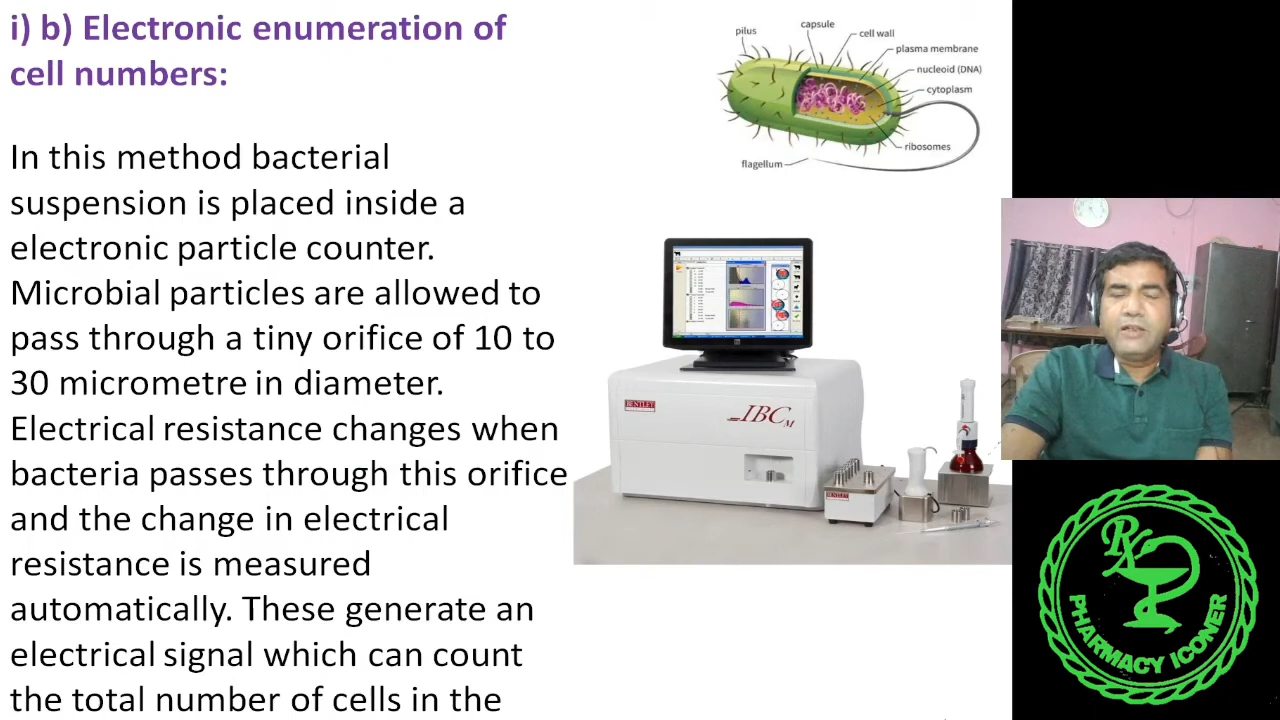 i) b) Electronic enumeration of
cell numbers:
In this method bacterial
suspension is placed inside a
electronic particle counter.
Microbial particles are allowed to
pass through a tiny orifice of 10 to
30 micrometre in diameter.
Electrical resistance changes when
bacteria passes through this orifice
and the change in electrical
resistance is measured
automatically. These generate an
electrical signal which can count
the total number of cells in the
pilus
capsule
cell wall
plasma membrane
nucleoid (DNA)
cytoplasm
ribosomes
flagellum
BENTLEY
IBC M
BENTLEY
Rx
PHARMACY ICONER